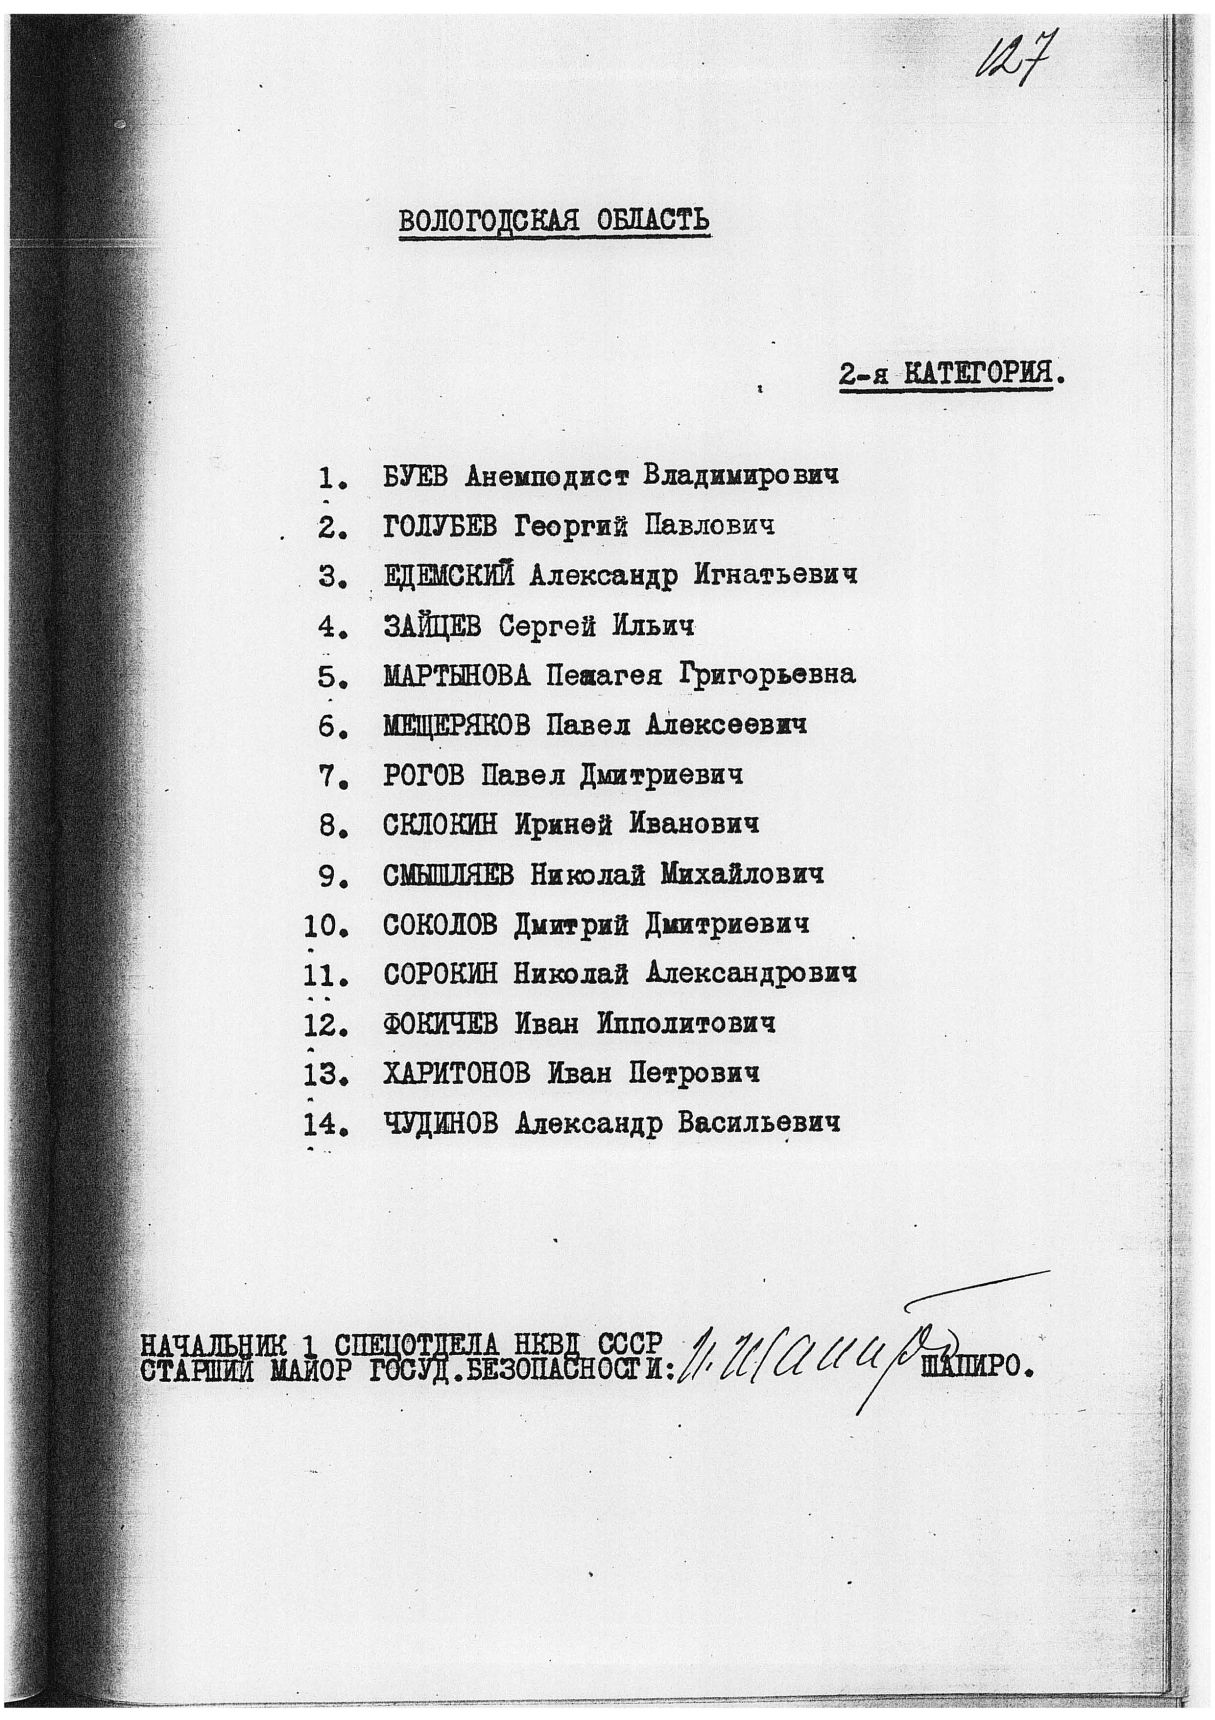 127
ВОЛОГОДСКАЯ ОБЛАСТЬ
2-я КАТЕГОРИЯ.
1. БУЕВ Анемподист Владимирович
2. ГОЛУБЕВ Георгий Павлович
3. ЕДЕМСКИЙ Александр Игнатьевич
4. ЗАЙЦЕВ Сергей Ильич
5. МАРТЫНОВА Пелагея Григорьевна
6. МЕЩЕРЯКОВ Павел Алексеевич
7. РОГОВ Павел Дмитриевич
8. СКЛОКИН Ириней Иванович
9. СМЫШЛЯЕВ Николай Михайлович
10. СОКОЛОВ Дмитрий Дмитриевич
11. СОРОКИН Николай Александрович
12. ФОКИЧЕВ Иван Ипполитович
13. ХАРИТОНОВ Иван Петрович
14. ЧУДИНОВ Александр Васильевич
НАЧАЛЬНИК 1 СПЕЦОТДЕЛА НКВД СССР
СТАРШИЙ МАЙОР ГОСУД.БЕЗОПАСНОСТИ: И. Шапиро ШАПИРО.